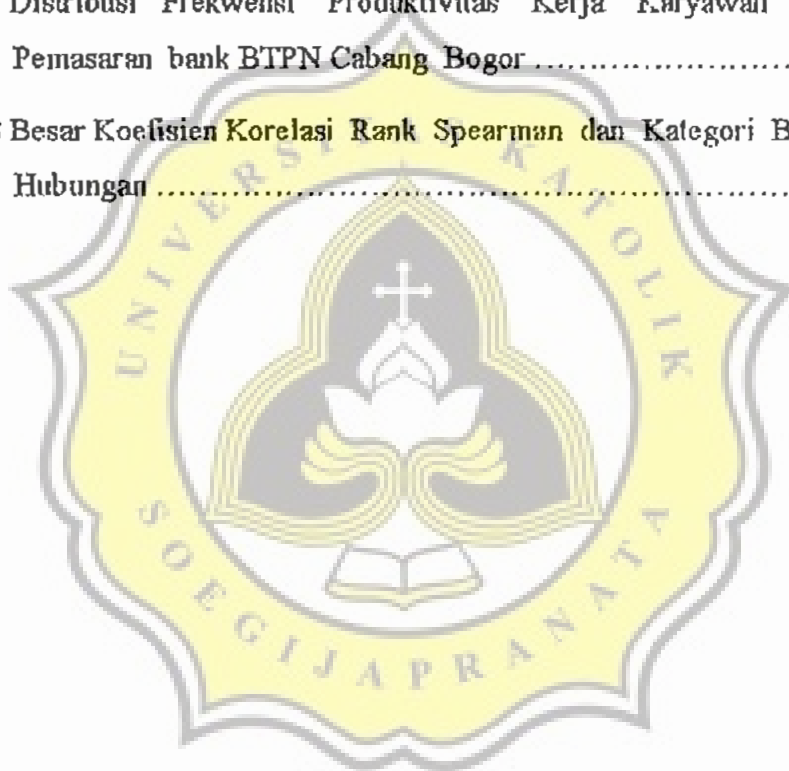 Distribusi Frekwensi Produktivitas Kerja Karyawan
Pemasaran bank BTPN Cabang Bogor ..............................
Besar Koefisien Korelasi Rank Spearman dan Kategori B
Hubungan ..............................................................
UNIVERSITAS KATOLIK
SOEGIJAPRANATA